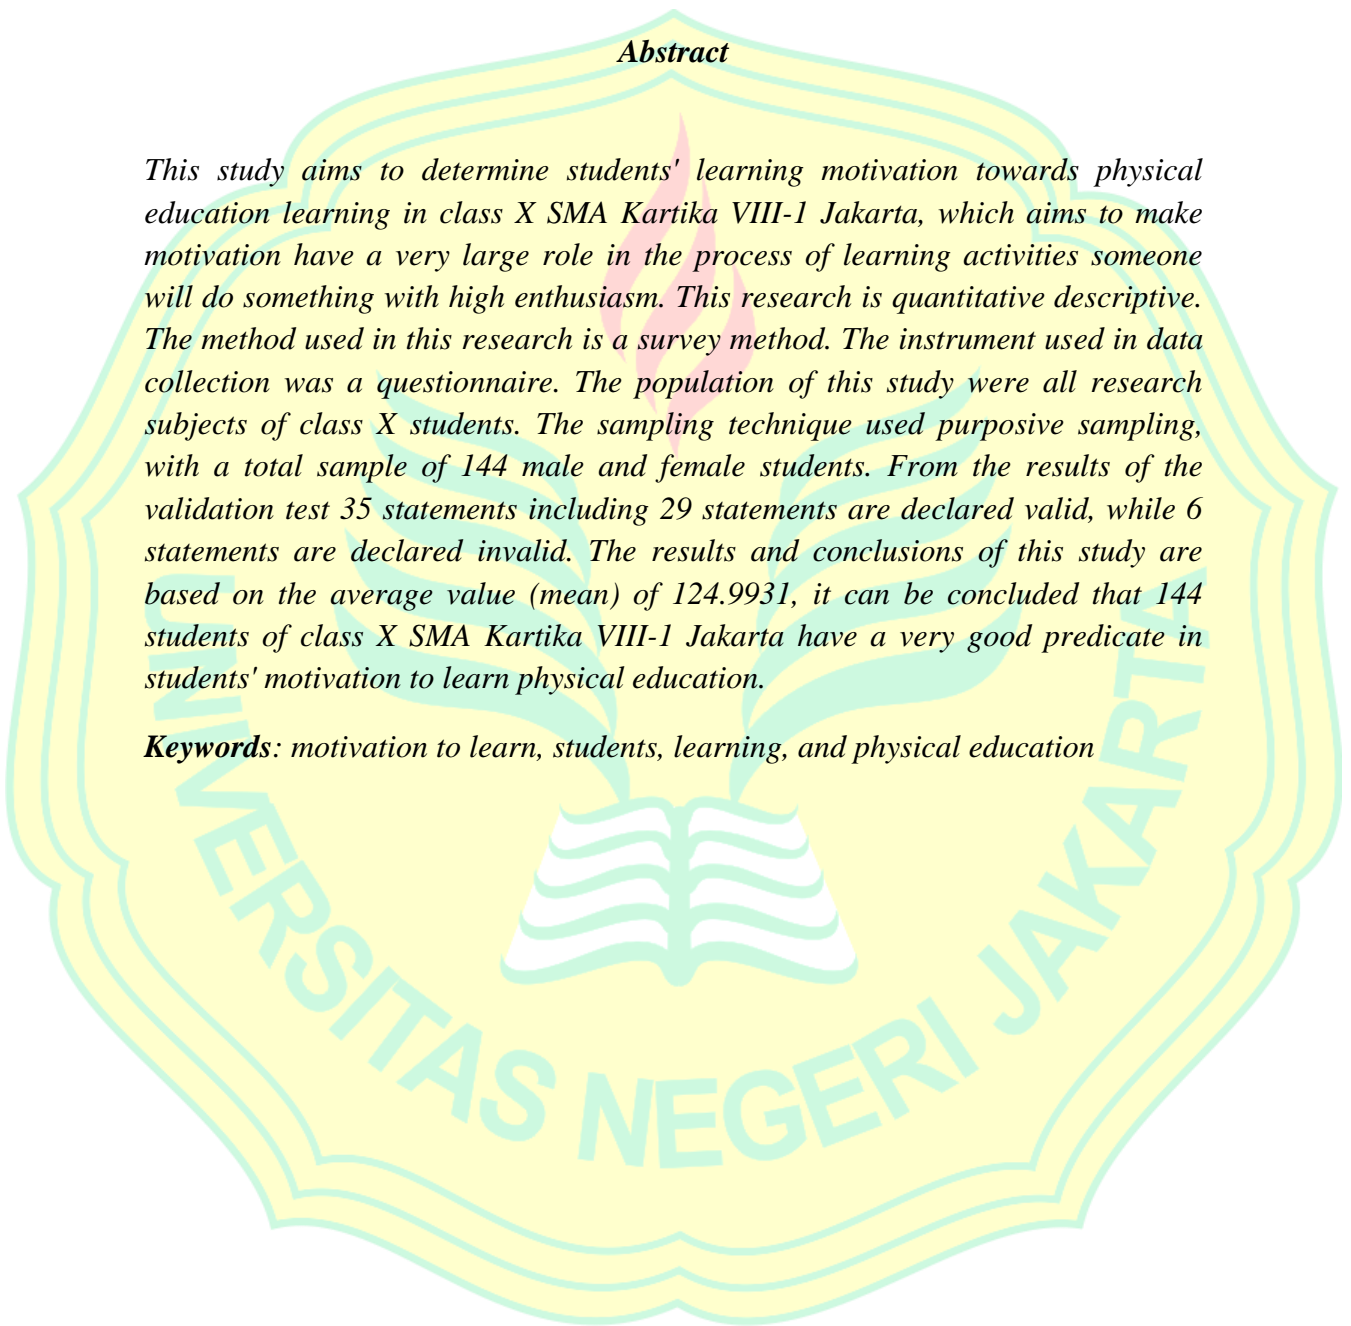 Abstract
This study aims to determine students' learning motivation towards physical
education learning in class X SMA Kartika VIII-1 Jakarta, which aims to make
motivation have a very large role in the process of learning activities someone
will do something with high enthusiasm. This research is quantitative descriptive.
The method used in this research is a survey method. The instrument used in data
collection was a questionnaire. The population of this study were all research
subjects of class X students. The sampling technique used purposive sampling,
with a total sample of 144 male and female students. From the results of the
validation test 35 statements including 29 statements are declared valid, while 6
statements are declared invalid. The results and conclusions of this study are
based on the average value (mean) of 124.9931, it can be concluded that 144
students of class X SMA Kartika VIII-1 Jakarta have a very good predicate in
students' motivation to learn physical education.
Keywords: motivation to learn, students, learning, and physical education
UNIVERSITAS NEGERI JAKARTA